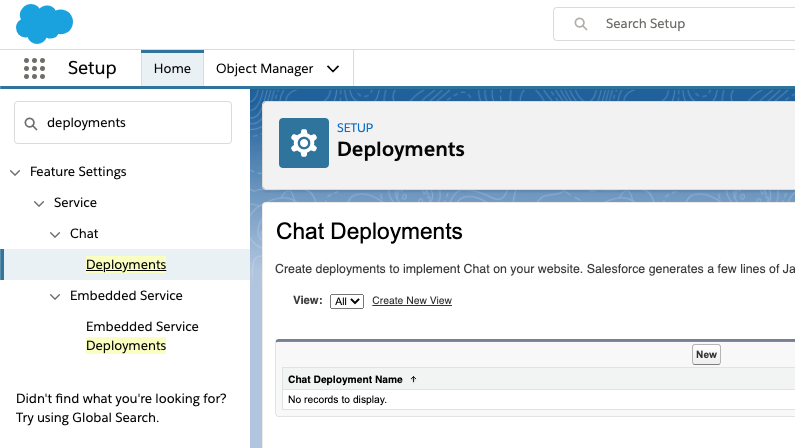 Search Setup
Setup
Home
Object Manager
deployments
Feature Settings
Service
Chat
Deployments
Embedded Service
Embedded Service
Deployments
Didn't find what you're looking for?
Try using Global Search.
SETUP
Deployments
Chat Deployments
Create deployments to implement Chat on your website. Salesforce generates a few lines of Ja
View: All Create New View
New
Chat Deployment Name ↑
No records to display.